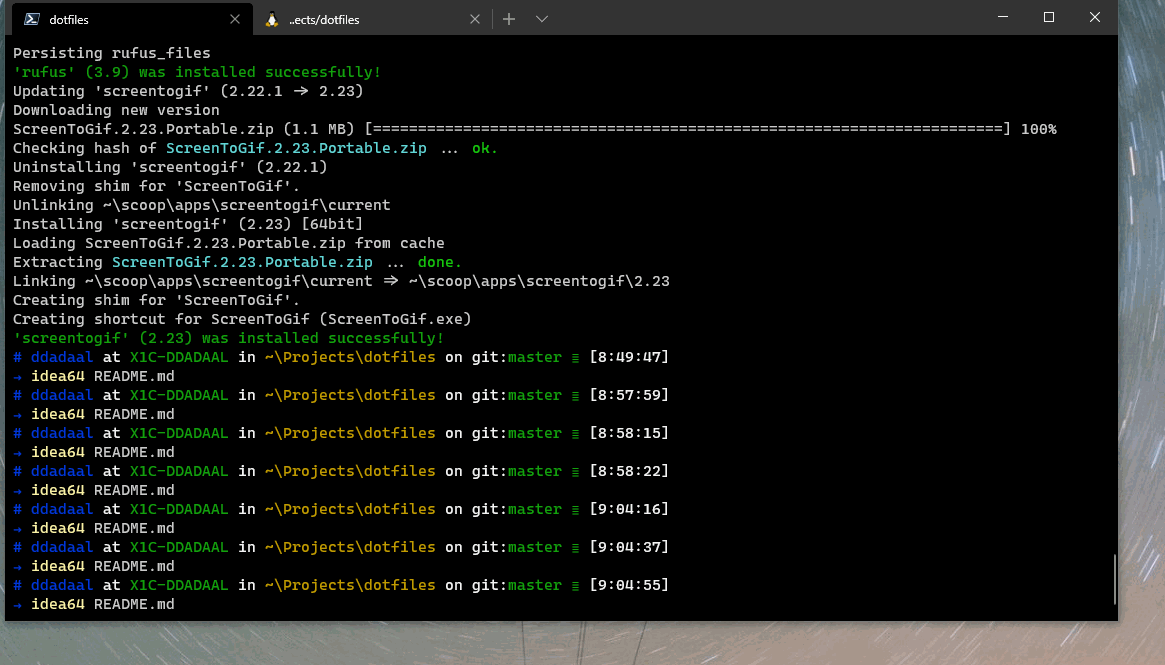 dotfiles
..ects/dotfiles
Persisting rufus_files
'rufus' (3.9) was installed successfully!
Updating 'screentogif' (2.22.1 -> 2.23)
Downloading new version
ScreenToGif.2.23.Portable.zip (1.1 MB) [======================================================================] 100%
Checking hash of ScreenToGif.2.23.Portable.zip ... ok.
Uninstalling 'screentogif' (2.22.1)
Removing shim for 'ScreenToGif'.
Unlinking ~\scoop\apps\screentogif\current
Installing 'screentogif' (2.23) [64bit]
Loading ScreenToGif.2.23.Portable.zip from cache
Extracting ScreenToGif.2.23.Portable.zip ... done.
Linking ~\scoop\apps\screentogif\current => ~\scoop\apps\screentogif\2.23
Creating shim for 'ScreenToGif'.
Creating shortcut for ScreenToGif (ScreenToGif.exe)
'screentogif' (2.23) was installed successfully!
# ddadaal at X1C-DDADAAL in ~\Projects\dotfiles on git:master ≡ [8:49:47]
→ idea64 README.md
# ddadaal at X1C-DDADAAL in ~\Projects\dotfiles on git:master ≡ [8:57:59]
→ idea64 README.md
# ddadaal at X1C-DDADAAL in ~\Projects\dotfiles on git:master ≡ [8:58:15]
→ idea64 README.md
# ddadaal at X1C-DDADAAL in ~\Projects\dotfiles on git:master ≡ [8:58:22]
→ idea64 README.md
# ddadaal at X1C-DDADAAL in ~\Projects\dotfiles on git:master ≡ [9:04:16]
→ idea64 README.md
# ddadaal at X1C-DDADAAL in ~\Projects\dotfiles on git:master ≡ [9:04:37]
→ idea64 README.md
# ddadaal at X1C-DDADAAL in ~\Projects\dotfiles on git:master ≡ [9:04:55]
→ idea64 README.md